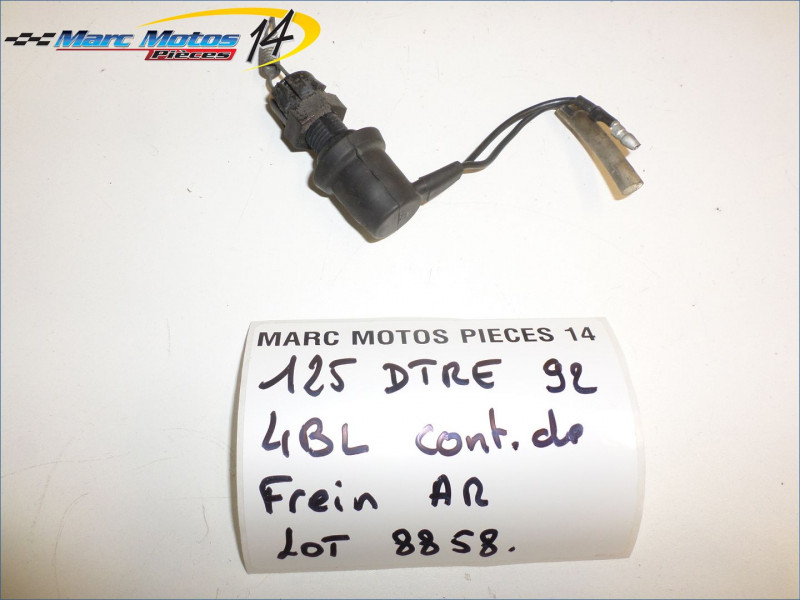 Marc Motos 14
Pièces
MARC MOTOS PIECES 14
125 DTRE 92
4BL cont. de
Frein AR
LOT 8858.